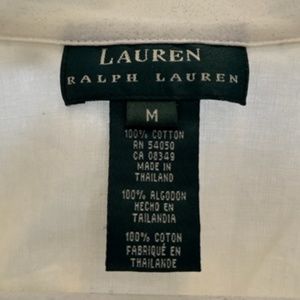 LAUREN
RALPH LAUREN
M
100% COTTON
RN 54050
CA 08349
MADE IN
THAILAND
100% ALGODON
HECHO EN
TAILANDIA
100% COTON
FABRIQUÉ EN
THAILANDE